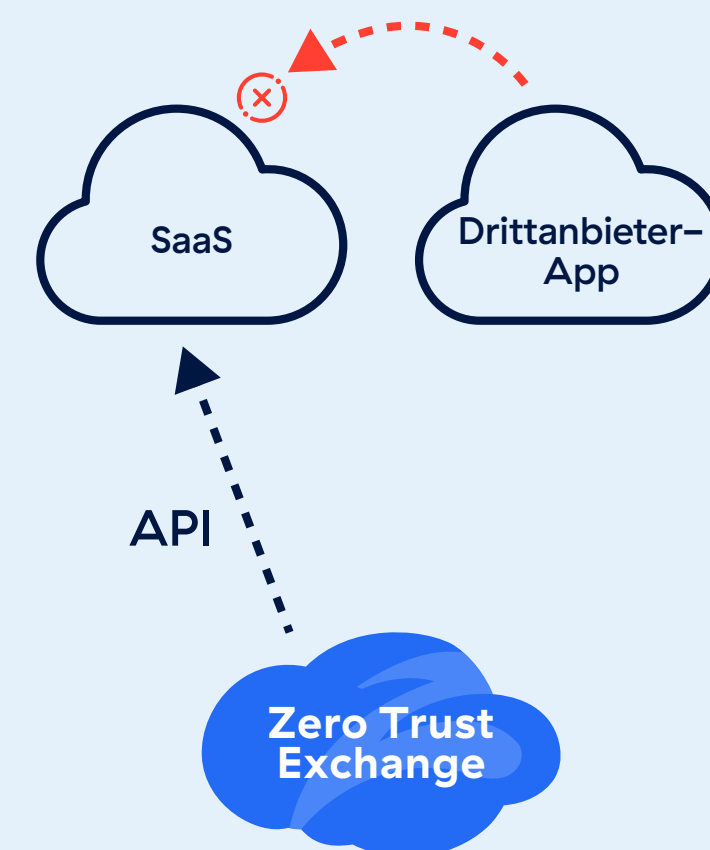 SaaS
Drittanbieter-
App
API
Zero Trust
Exchange